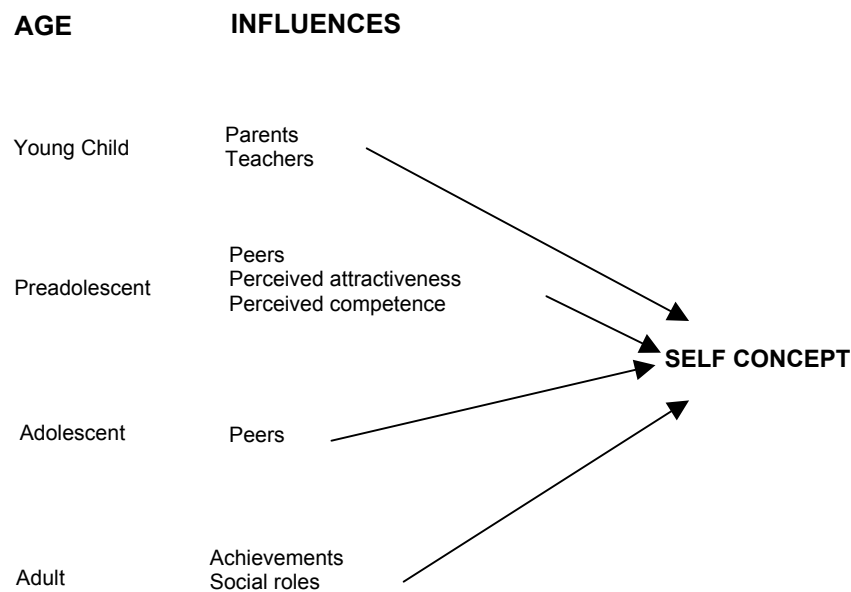 AGE
INFLUENCES
Young Child
Parents
Teachers
Preadolescent
Peers
Perceived attractiveness
Perceived competence
SELF CONCEPT
Adolescent
Peers
Adult
Achievements
Social roles